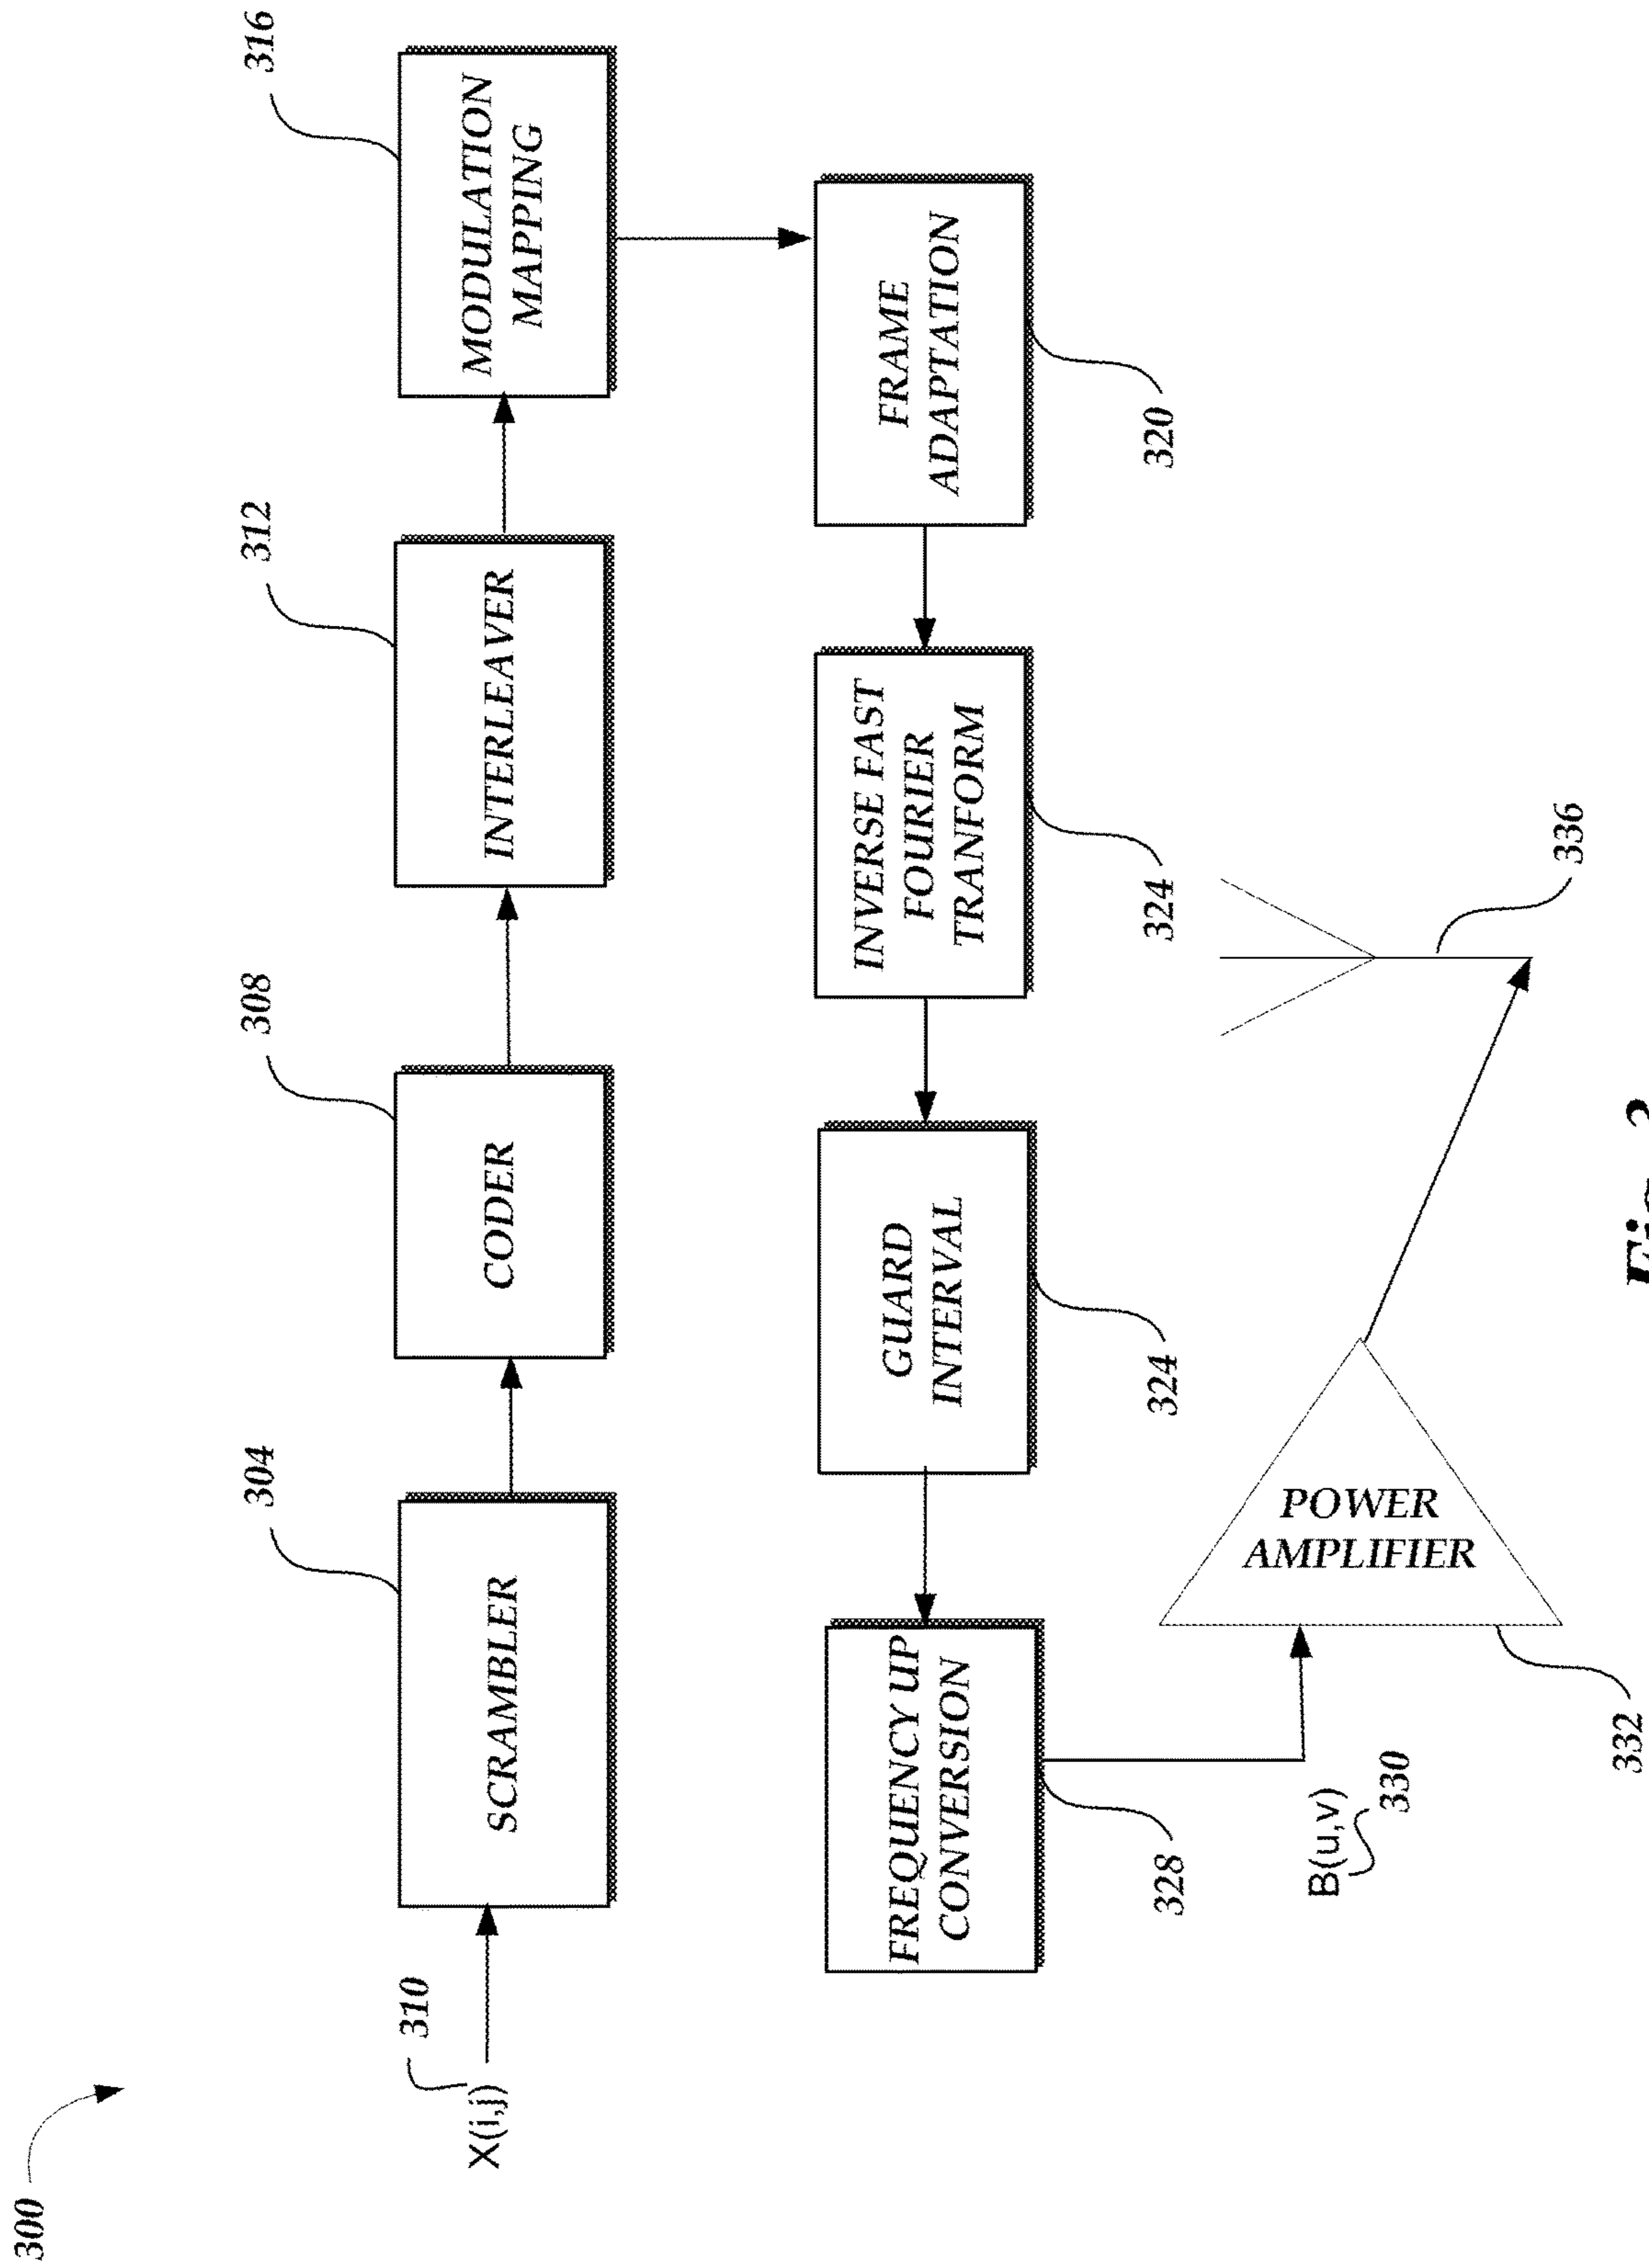 300
X(i,j)
310
304
SCRAMBLER
308
CODER
312
INTERLEAVER
316
MODULATION
MAPPING
FRAME
ADAPTATION
320
INVERSE FAST
FOURIER
TRANFORM
324
GUARD
INTERVAL
324
FREQUENCY UP
CONVERSION
328
B(u,v)
330
POWER
AMPLIFIER
332
336